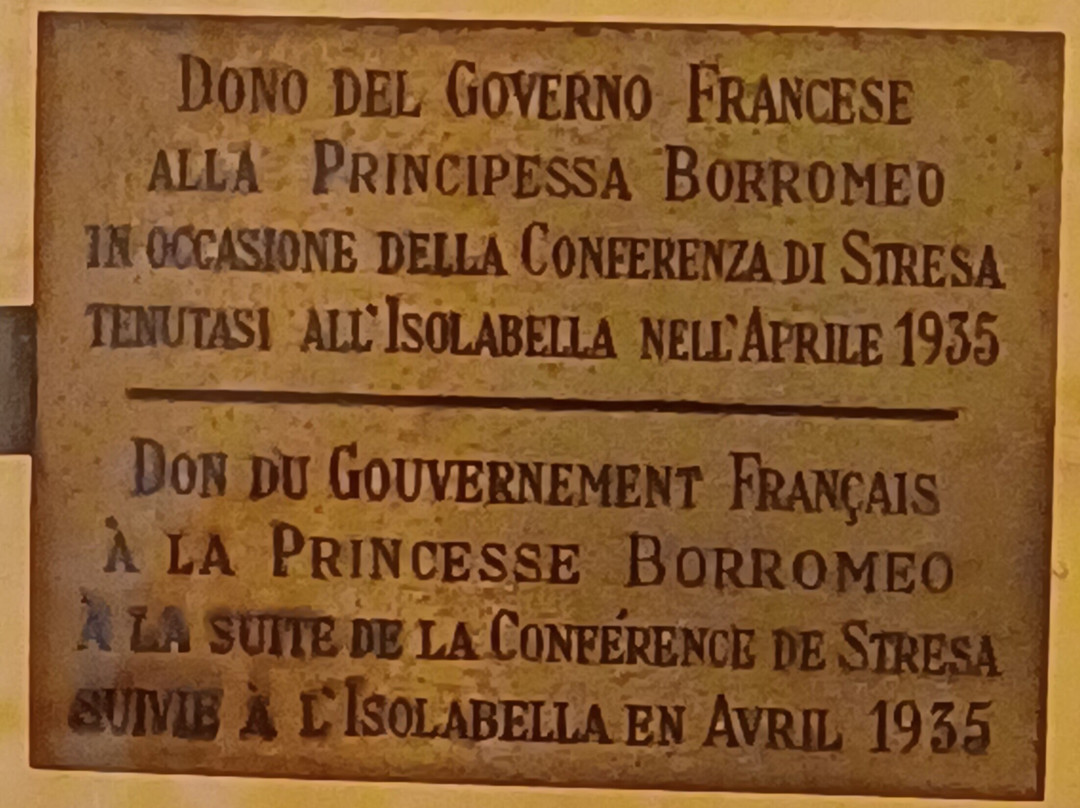 DONO DEL GOVERNO FRANCESE
ALLA PRINCIPESSA BORROMEO
IN OCCASIONE DELLA CONFERENZA DI STRESA
TENUTASI ALL'ISOLABELLA NELL'APRILE 1935
DON DU GOUVERNEMENT FRANÇAIS
À LA PRINCESSE BORROMEO
À LA SUITE DE LA CONFÉRENCE DE STRESA
SUIVIE À L'ISOLABELLA EN AVRIL 1935